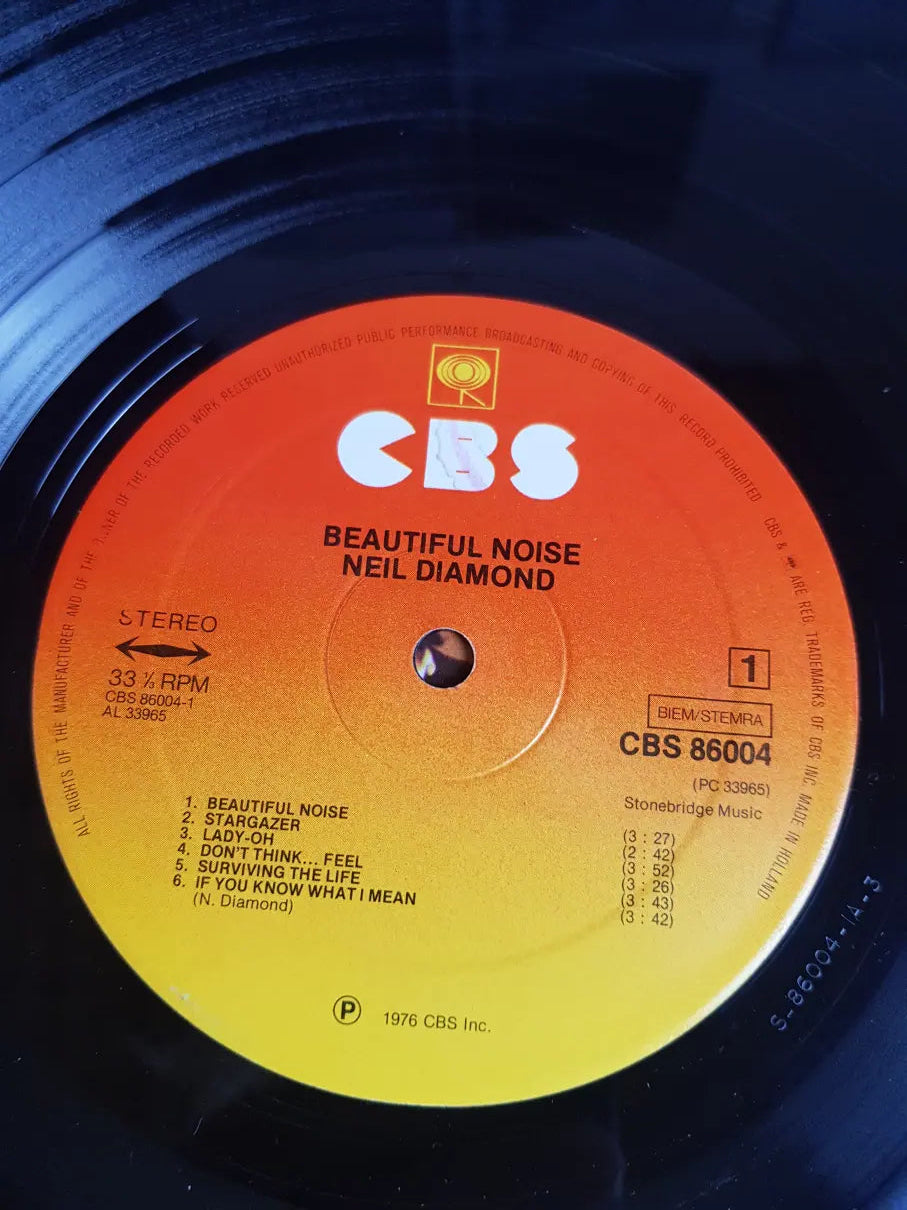 ALL RIGHTS OF THE MANUFACTURER AND OF THE OWNER OF THE RECORDED WORK RESERVED UNAUTHORIZED PUBLIC PERFORMANCE BROADCASTING AND COPYING OF THIS RECORD PROHIBITED
CBS & ARE REG. TRADEMARKS OF CBS INC. MADE IN HOLLAND
CBS
BEAUTIFUL NOISE
NEIL DIAMOND
STEREO
33 ⅓ RPM
CBS 86004-1
AL 33965
1
BIEM/STEMRA
CBS 86004
(PC 33965)
Stonebridge Music
1. BEAUTIFUL NOISE (3 : 27)
2. STARGAZER (2 : 42)
3. LADY-OH (3 : 52)
4. DON'T THINK... FEEL (3 : 26)
5. SURVIVING THE LIFE (3 : 43)
6. IF YOU KNOW WHAT I MEAN (3 : 42)
(N. Diamond)
℗ 1976 CBS Inc.
S-86004-1A-3